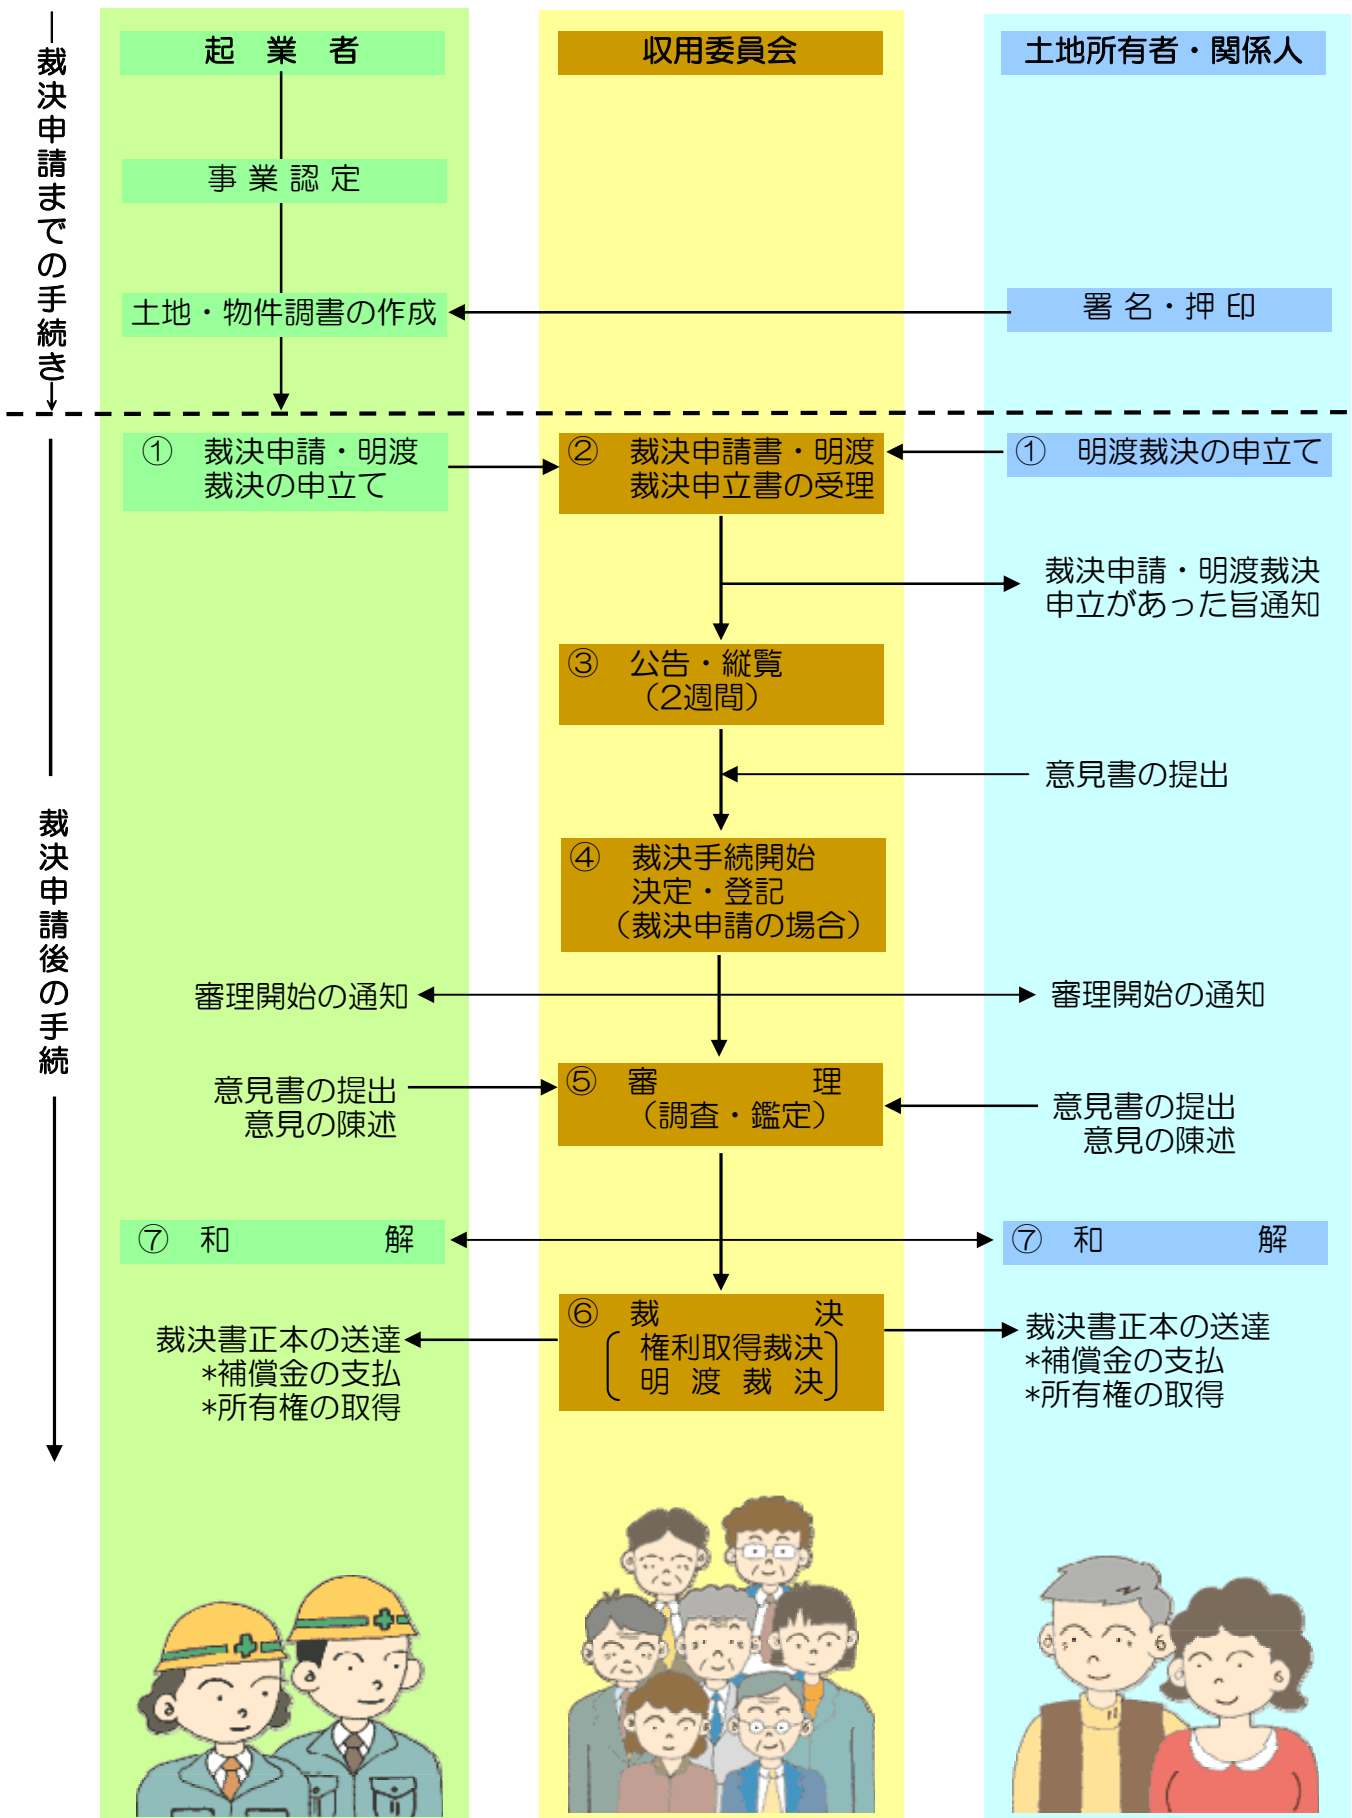 裁決申請までの手続き
起業者
収用委員会
土地所有者・関係人
事業認定
土地・物件調書の作成
署名・押印
裁決申請後の手続
① 裁決申請・明渡
裁決の申立て
② 裁決申請書・明渡
裁決申立書の受理
① 明渡裁決の申立て
裁決申請・明渡裁決
申立があった旨通知
③ 公告・縦覧
(2週間)
意見書の提出
④ 裁決手続開始
決定・登記
(裁決申請の場合)
審理開始の通知
審理開始の通知
意見書の提出
意見の陳述
⑤ 審理
(調査・鑑定)
意見書の提出
意見の陳述
⑦ 和解
⑦ 和解
⑥ 裁決
権利取得裁決
明渡裁決
裁決書正本の送達
*補償金の支払
*所有権の取得
裁決書正本の送達
*補償金の支払
*所有権の取得